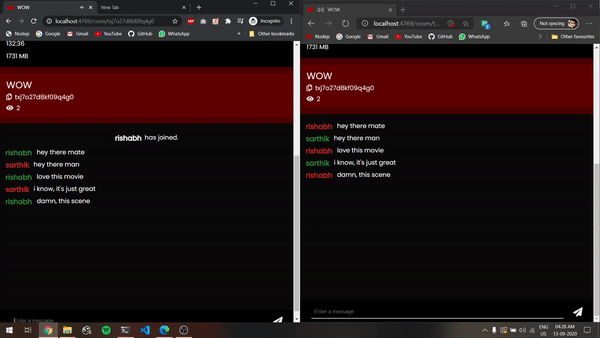 WOW
New Tab
localhost:4769/room/txj7o27d8kf09q4g0
Incognito
Nodejs
Google
Gmail
YouTube
GitHub
WhatsApp
Other bookmarks
132:36
1731 MB
WOW
txj7o27d8kf09q4g0
2
rishabh has joined.
rishabh hey there mate
sarthik hey there man
rishabh love this movie
sarthik i know, it's just great
rishabh damn, this scene
Enter a message
WOW
localhost:4769/room/t
Not syncing
Nodejs
Google
Gmail
YouTube
GitHub
WhatsApp
Other favourites
1731 MB
WOW
txj7o27d8kf09q4g0
2
rishabh hey there mate
sarthik hey there man
rishabh love this movie
sarthik i know, it's just great
rishabh damn, this scene
Enter a message
ENG
US
04:28 AM
13-09-2020